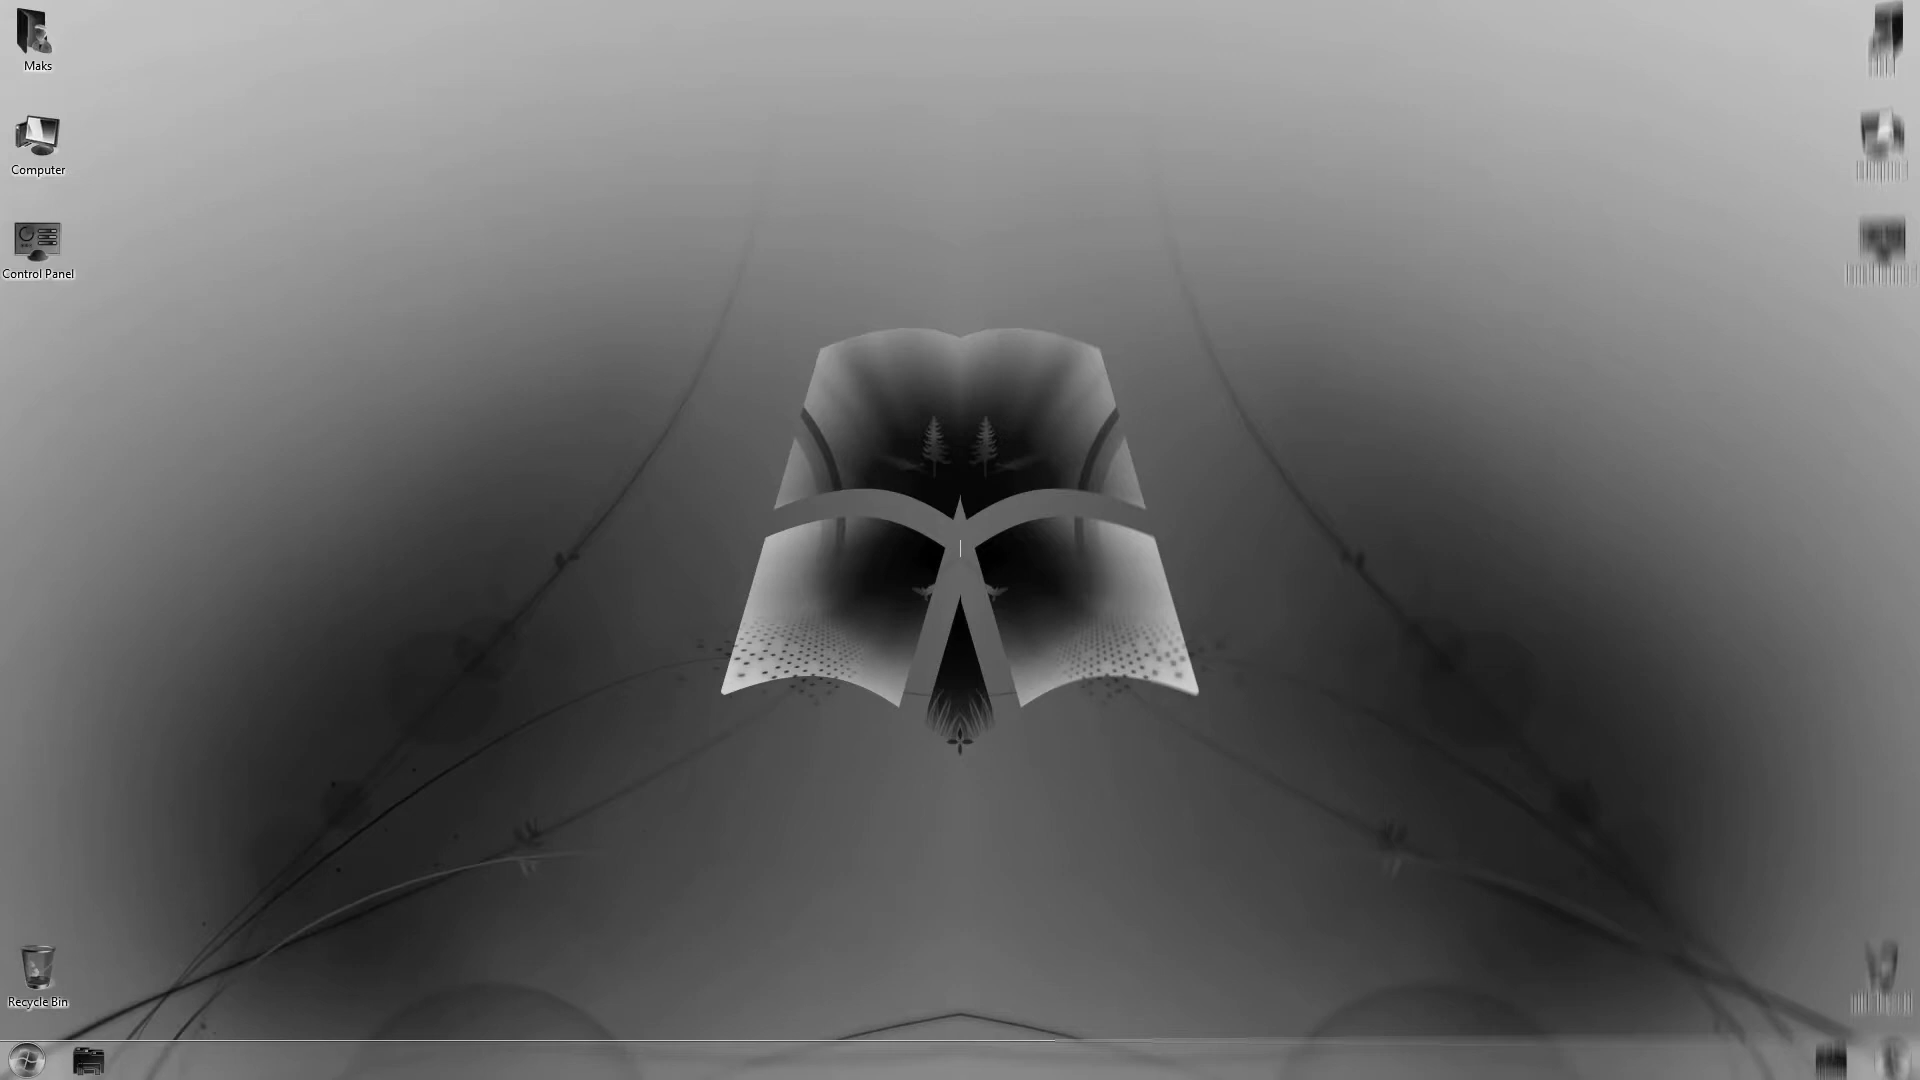 Maks
Computer
Control Panel
Recycle Bin